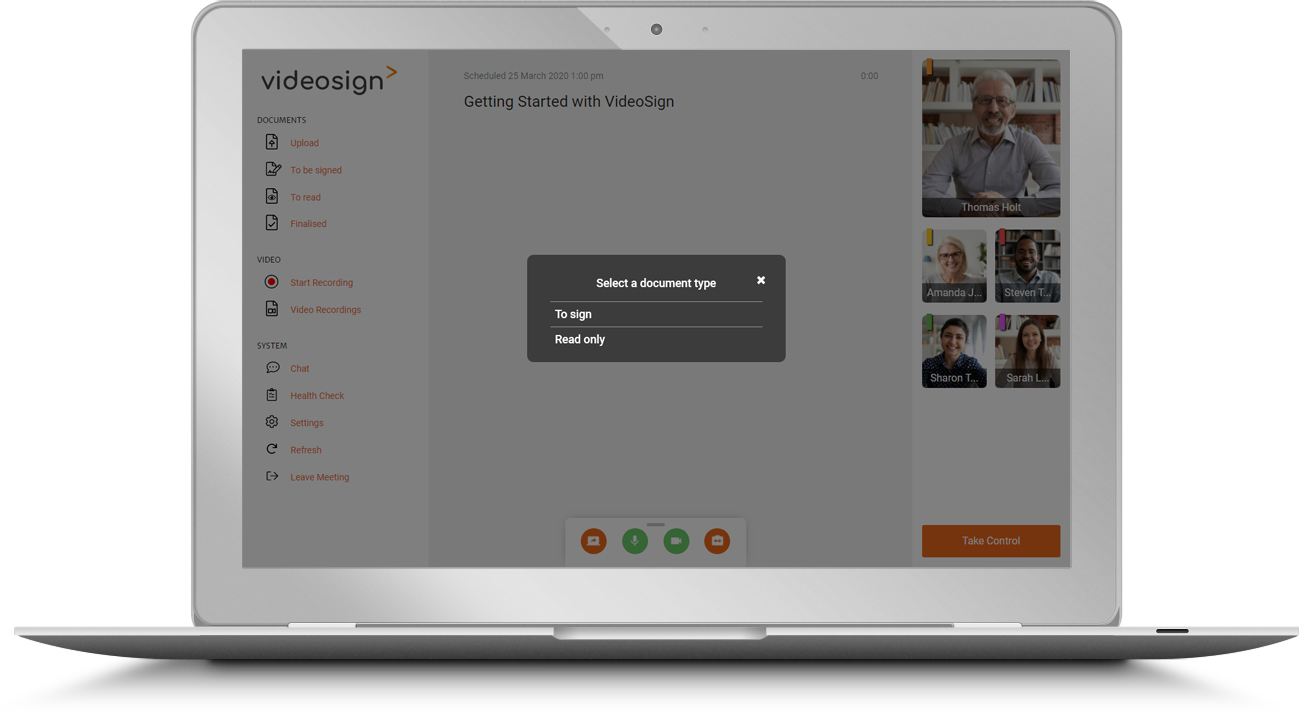 videosign
Scheduled 25 March 2020 1:00 pm
0:00
Getting Started with VideoSign
DOCUMENTS
Upload
To be signed
To read
Finalised
VIDEO
Start Recording
Video Recordings
SYSTEM
Chat
Health Check
Settings
Refresh
Leave Meeting
Select a document type
To sign
Read only
Thomas Holt
Amanda J...
Steven T...
Sharon T...
Sarah L...
Take Control